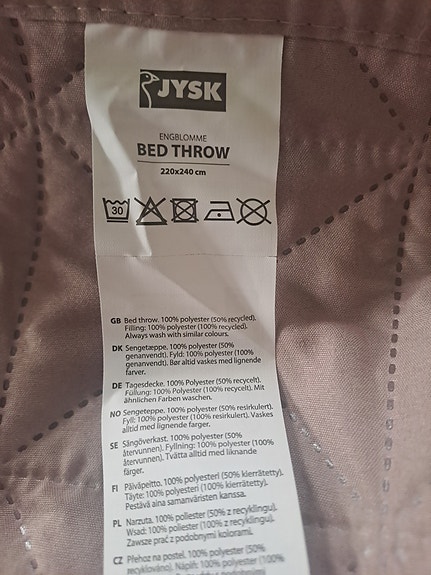 JYSK
ENGBLOMME
BED THROW
220x240 cm
30
GB Bed throw. 100% polyester (50% recycled).
Filling: 100% polyester (100% recycled).
Always wash with similar colours.
DK Sengetæppe. 100% polyester (50%
genanvendt). Fyld: 100% polyester (100%
genanvendt). Bør altid vaskes med lignende
farver.
DE Tagesdecke. 100% Polyester (50% recycelt).
Füllung: 100% Polyester (100% recycelt). Mit
ähnlichen Farben waschen.
NO Sengeteppe. 100% polyester (50% resirkulert).
Fyll: 100% polyester (100% resirkulert). Vaskes
alltid med lignende farger.
SE Sängöverkast. 100% polyester (50%
återvunnen). Fyllning: 100% polyester (100%
återvunnen). Tvätta alltid med liknande
färger.
FI Päiväpeitto. 100% polyesteri (50% kierrätetty).
Täyte: 100% polyesteri (100% kierrätetty).
Pestävä aina samanväristen kanssa.
PL Narzuta. 100% poliester (50% z recyklingu).
Wsad: 100% poliester (100% z recyklingu).
Zawsze prać z podobnymi kolorami.
CZ Přehoz na postel. 100% polyester (50%
recyklováno). Náplň: 100% polyester (100%